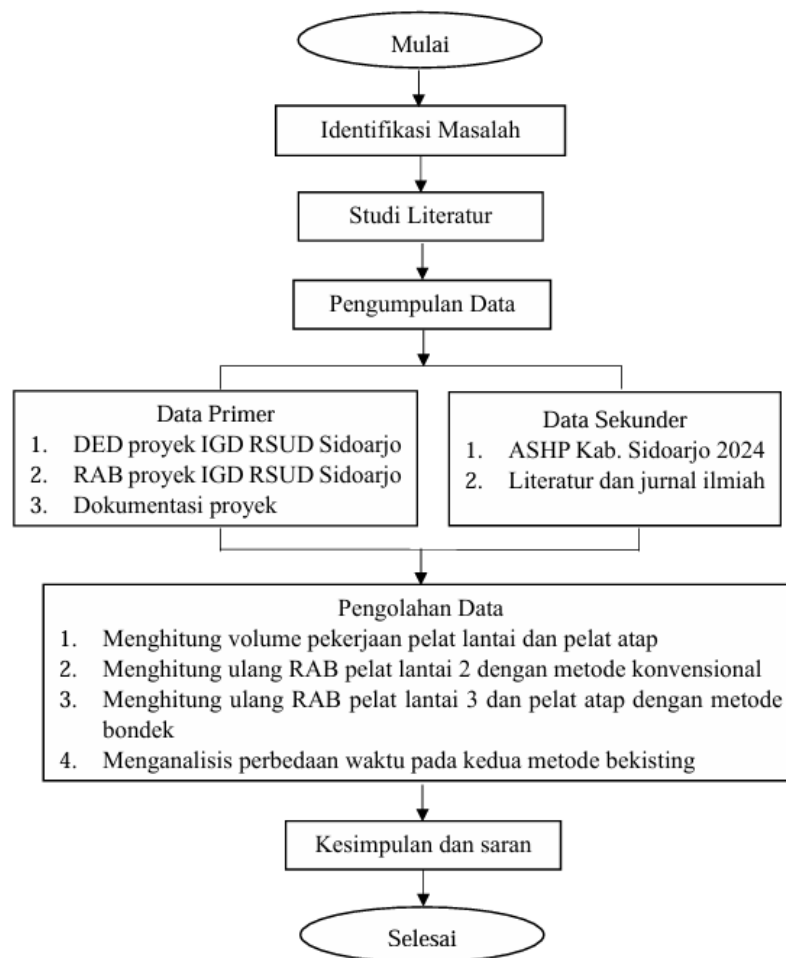 Mulai
Identifikasi Masalah
Studi Literatur
Pengumpulan Data
Data Primer
1. DED proyek IGD RSUD Sidoarjo
2. RAB proyek IGD RSUD Sidoarjo
3. Dokumentasi proyek
Data Sekunder
1. ASHP Kab. Sidoarjo 2024
2. Literatur dan jurnal ilmiah
Pengolahan Data
1. Menghitung volume pekerjaan pelat lantai dan pelat atap
2. Menghitung ulang RAB pelat lantai 2 dengan metode konvensional
3. Menghitung ulang RAB pelat lantai 3 dan pelat atap dengan metode
bondek
4. Menganalisis perbedaan waktu pada kedua metode bekisting
Kesimpulan dan saran
Selesai